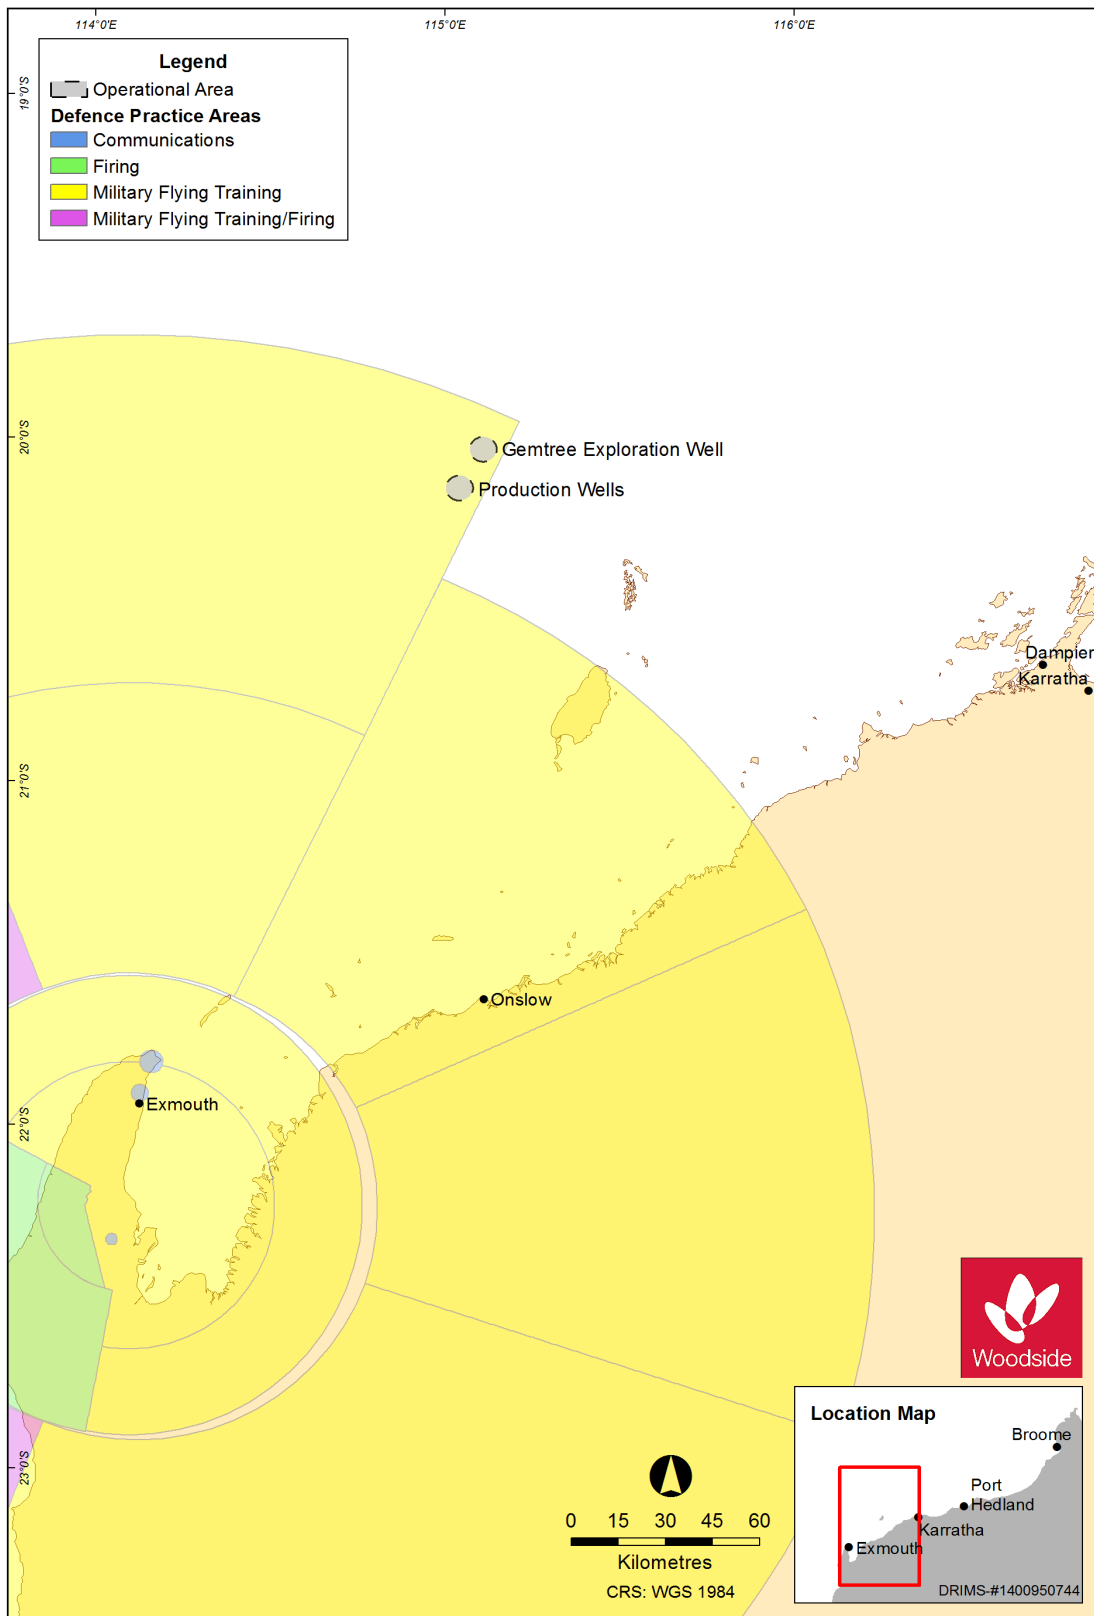 114°0'E
115°0'E
116°0'E
Legend
Operational Area
Defence Practice Areas
Communications
Firing
Military Flying Training
Military Flying Training/Firing
19°0'S
20°0'S
Gemtree Exploration Well
Production Wells
Dampier
Karratha
21°0'S
Onslow
Exmouth
22°0'S
Woodside
23°0'S
0 15 30 45 60
Kilometres
CRS: WGS 1984
Location Map
Broome
Port
Hedland
Karratha
Exmouth
DRIMS-#1400950744